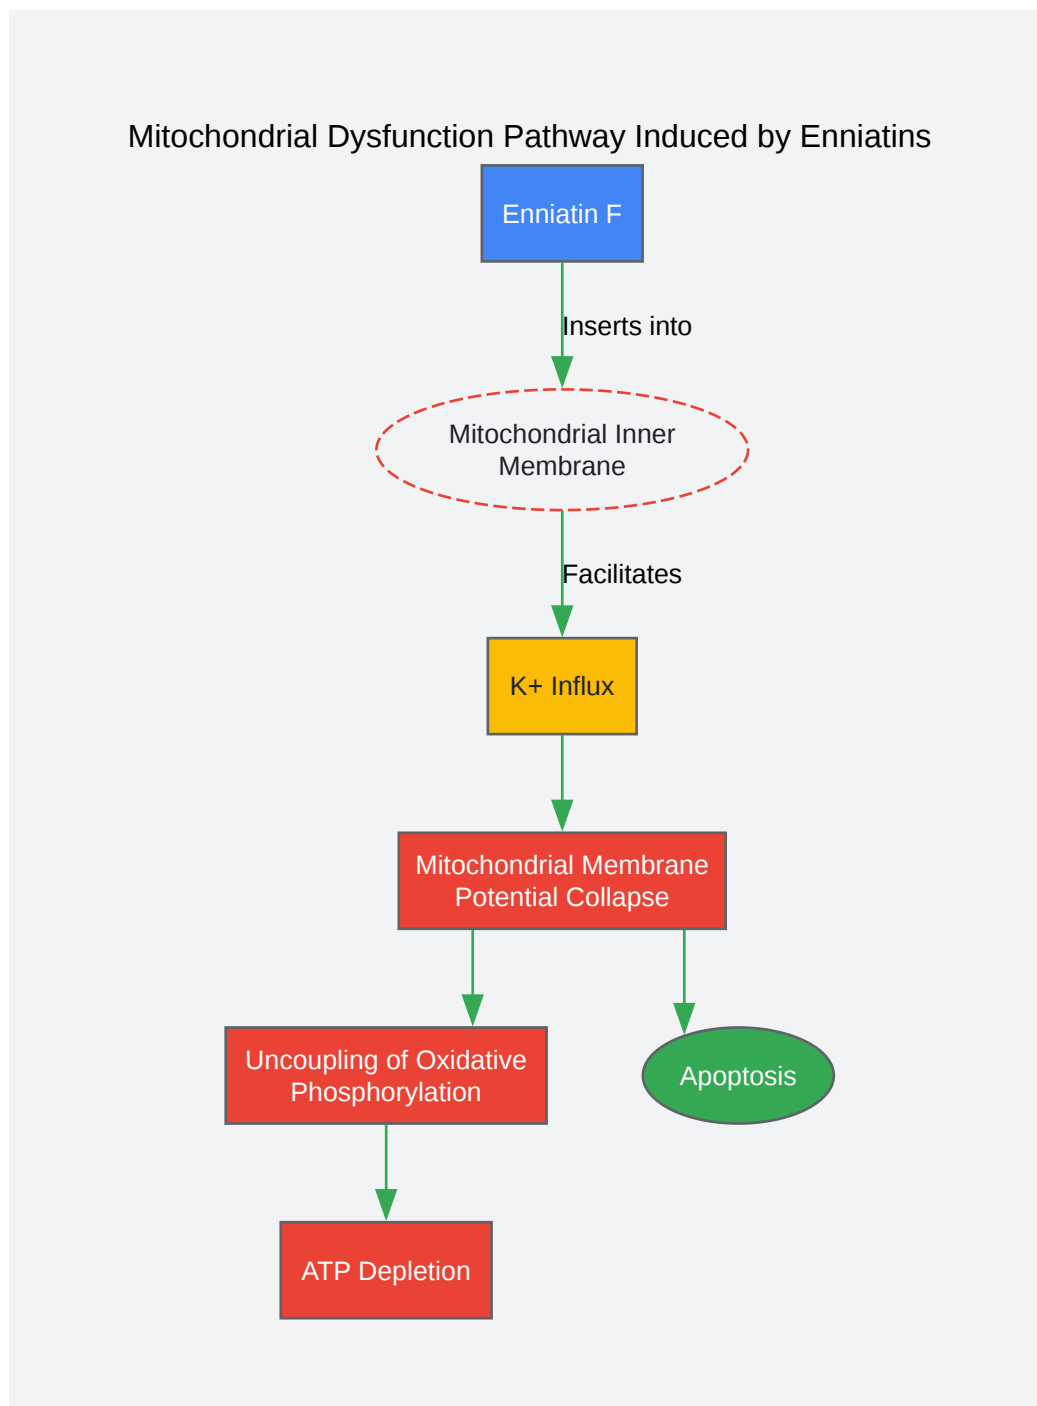 Mitochondrial Dysfunction Pathway Induced by Enniatins
Enniatin F
Inserts into
Mitochondrial Inner
Membrane
Facilitates
K+ Influx
Mitochondrial Membrane
Potential Collapse
Uncoupling of Oxidative
Phosphorylation
Apoptosis
ATP Depletion